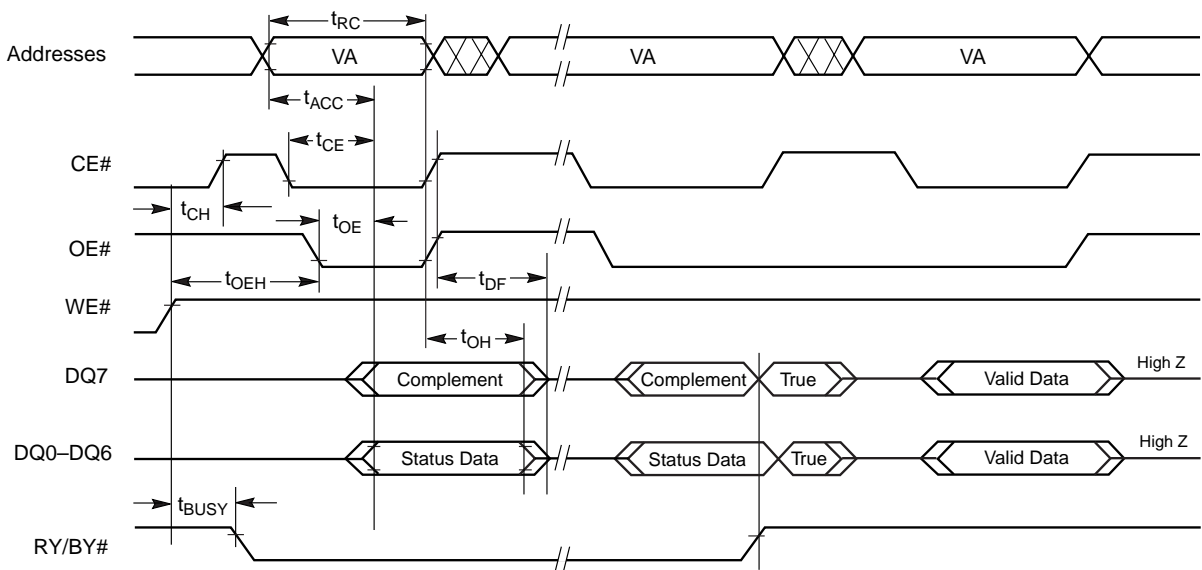 tRC
Addresses VA VA VA
tACC
tCE
CE#
tCH tOE
OE#
tOEH tDF
WE#
tOH
DQ7 Complement Complement True Valid Data High Z
DQ0–DQ6 Status Data Status Data True Valid Data High Z
tBUSY
RY/BY#